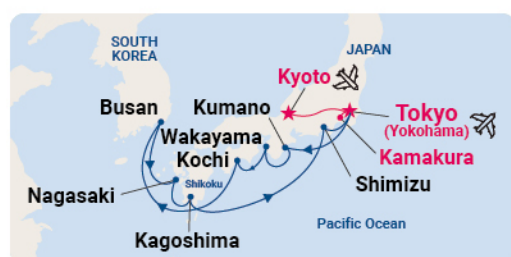 SOUTH
KOREA
JAPAN
Kyoto
Busan
Kumano
Tokyo
(Yokohama)
Wakayama
Kochi
Kamakura
Shikoku
Shimizu
Nagasaki
Pacific Ocean
Kagoshima